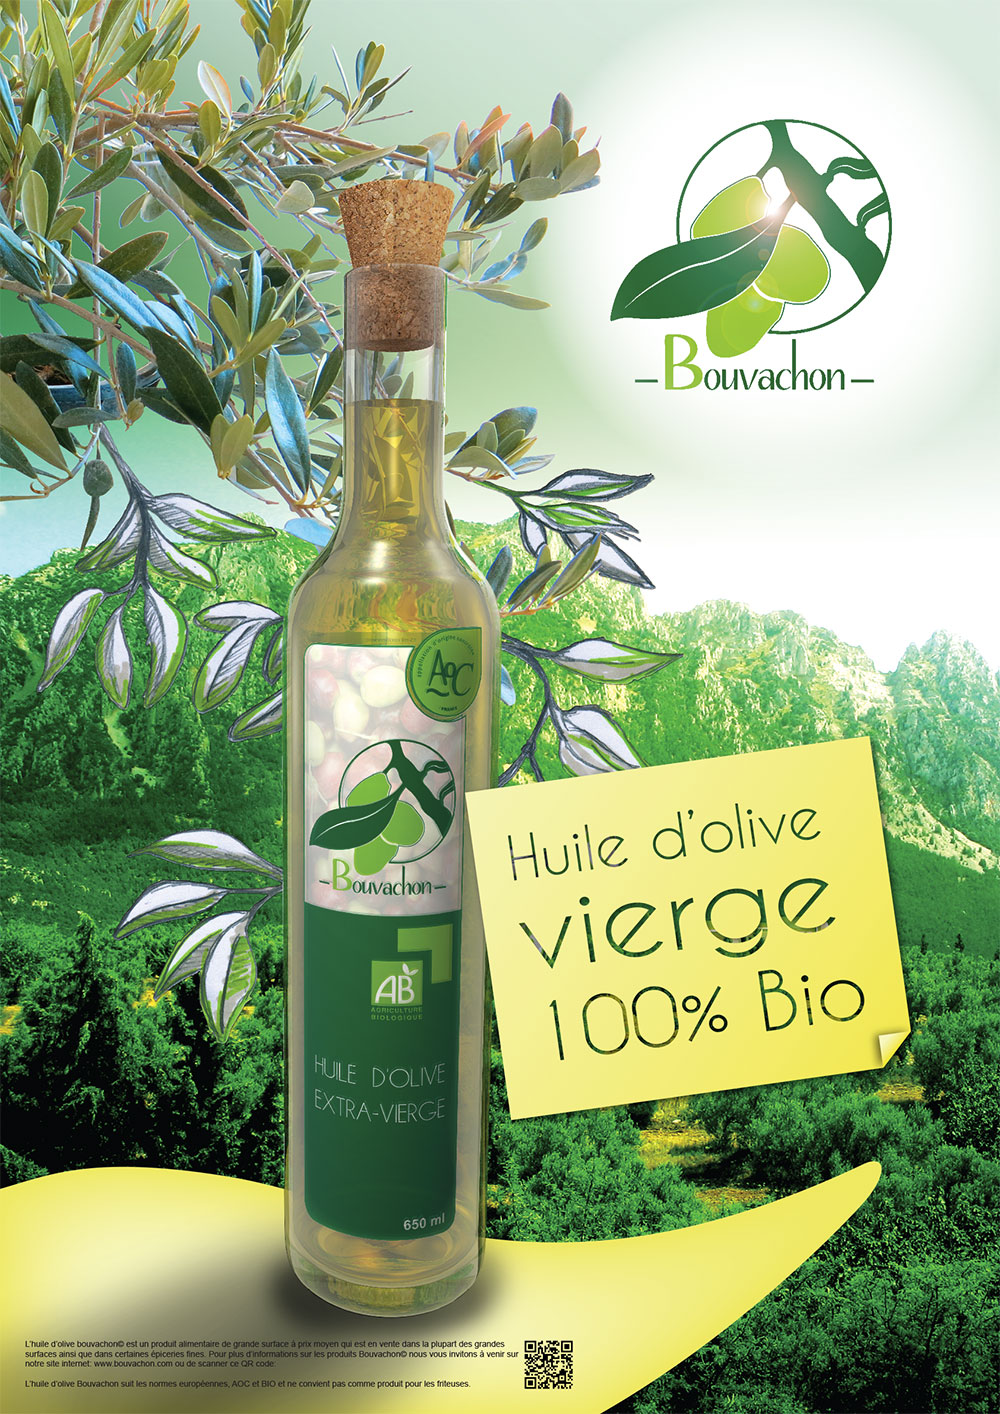 – Bouvachon –
appellation d'origine contrôlée
AOC
– Bouvachon –
Huile d'olive
vierge
100% Bio
AB
AGRICULTURE
BIOLOGIQUE
HUILE D'OLIVE
EXTRA-VIERGE
650 ml
L'huile d'olive bouvachon© est un produit alimentaire de grande surface à prix moyen qui est en vente dans la plupart des grandes
surfaces ainsi que dans certaines épiceries fines. Pour plus d'informations sur les produits Bouvachon© nous vous invitons à venir sur
notre site internet: www.bouvachon.com ou de scanner ce QR code:
L'huile d'olive Bouvachon suit les normes européennes, AOC et BIO et ne convient pas comme produit pour les friteuses.